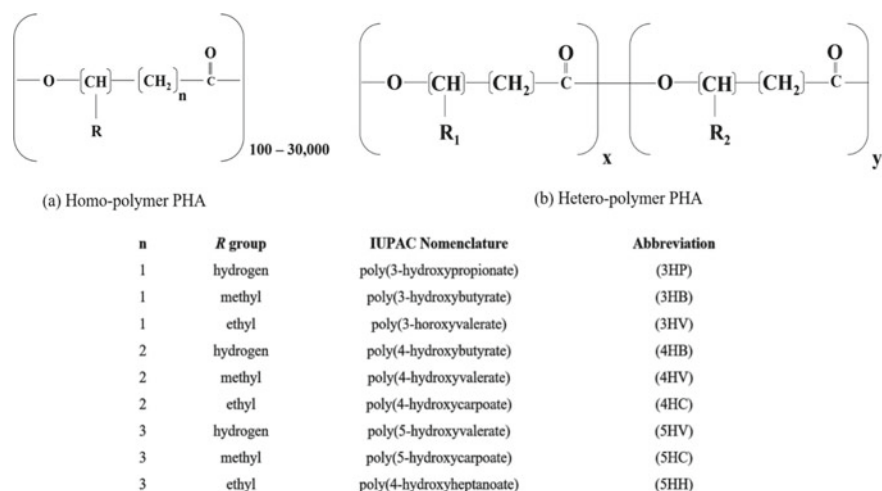 O
—O—(CH)—(CH₂)n—C—
R
100 – 30,000
(a) Homo-polymer PHA
O O
—O—(CH)—(CH₂)—C——O—(CH)—(CH₂)—C—
R₁ R₂
x y
(b) Hetero-polymer PHA
n R group IUPAC Nomenclature Abbreviation
1 hydrogen poly(3-hydroxypropionate) (3HP)
1 methyl poly(3-hydroxybutyrate) (3HB)
1 ethyl poly(3-horoxyvalerate) (3HV)
2 hydrogen poly(4-hydroxybutyrate) (4HB)
2 methyl poly(4-hydroxyvalerate) (4HV)
2 ethyl poly(4-hydroxycarpoate) (4HC)
3 hydrogen poly(5-hydroxyvalerate) (5HV)
3 methyl poly(5-hydroxycarpoate) (5HC)
3 ethyl poly(4-hydroxyheptanoate) (5HH)